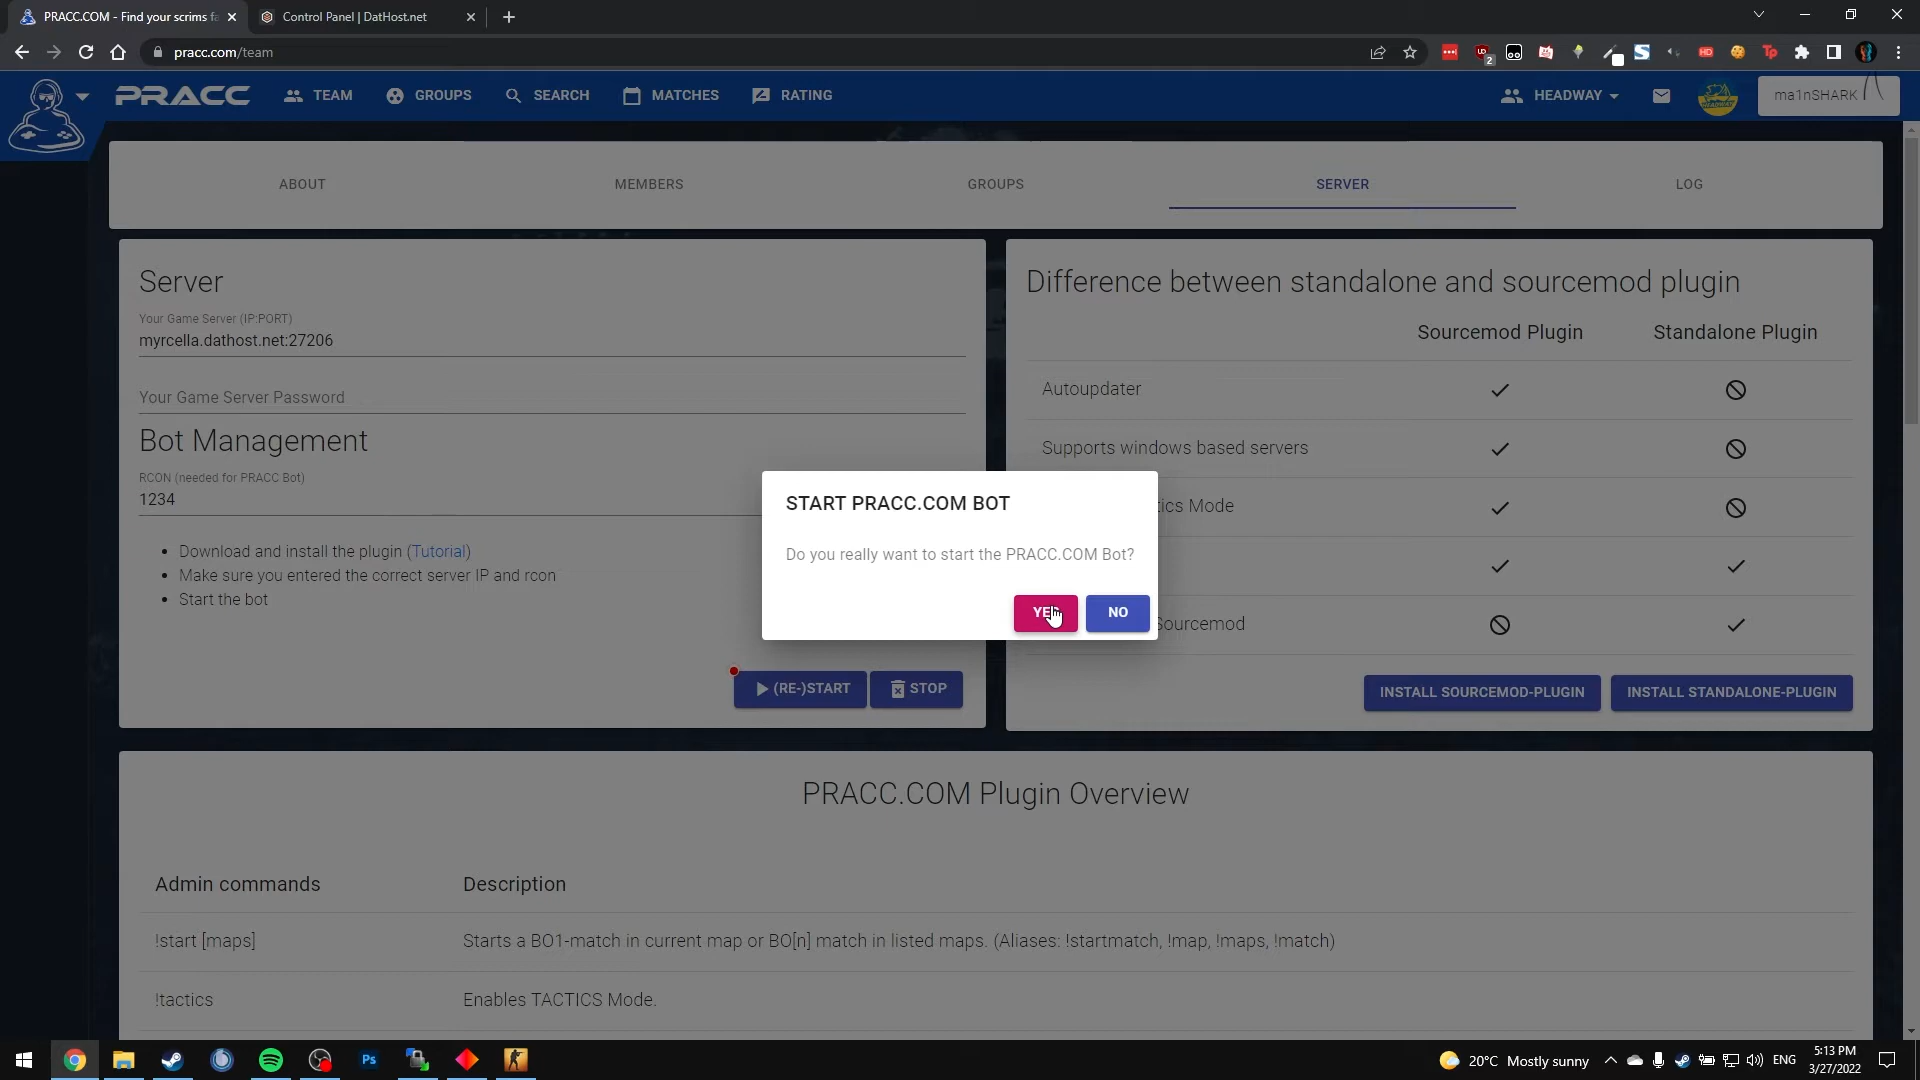 PRACC.COM - Find your scrims fa
Control Panel | DatHost.net
pracc.com/team
2
HD
Tp
PRACC
TEAM
GROUPS
SEARCH
MATCHES
RATING
HEADWAY
HEADWAY
ma1nSHARK
ABOUT
MEMBERS
GROUPS
SERVER
LOG
Server
Your Game Server (IP:PORT)
myrcella.dathost.net:27206
Your Game Server Password
Bot Management
RCON (needed for PRACC Bot)
1234
Download and install the plugin (Tutorial)
Make sure you entered the correct server IP and rcon
Start the bot
(RE-)START
STOP
Difference between standalone and sourcemod plugin
Sourcemod Plugin
Standalone Plugin
Autoupdater
Supports windows based servers
tics Mode
Sourcemod
INSTALL SOURCEMOD-PLUGIN
INSTALL STANDALONE-PLUGIN
START PRACC.COM BOT
Do you really want to start the PRACC.COM Bot?
YES
NO
PRACC.COM Plugin Overview
Admin commands
Description
!start [maps]
Starts a BO1-match in current map or BO[n] match in listed maps. (Aliases: !startmatch, !map, !maps, !match)
!tactics
Enables TACTICS Mode.
Ps
20°C Mostly sunny
ENG
5:13 PM
3/27/2022